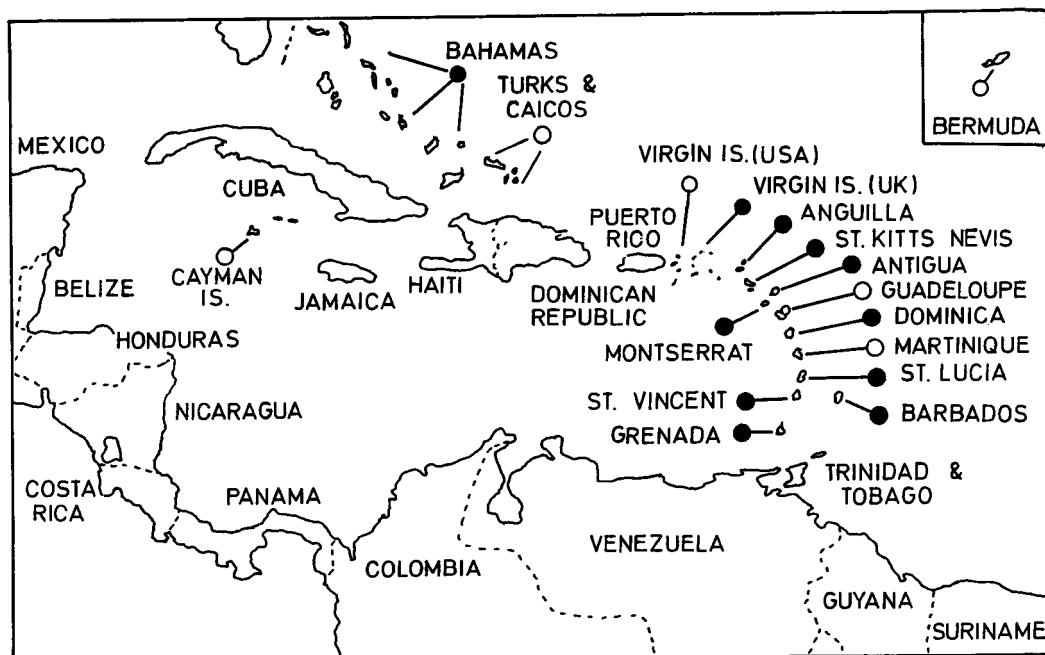 BAHAMAS
TURKS &
CAICOS
BERMUDA
MEXICO
VIRGIN IS. (USA)
CUBA
VIRGIN IS. (UK)
PUERTO
RICO
ANGUILLA
ST. KITTS NEVIS
CAYMAN
IS.
BELIZE
JAMAICA
HAITI
DOMINICAN
REPUBLIC
ANTIGUA
GUADELOUPE
DOMINICA
HONDURAS
MONTSERRAT
MARTINIQUE
ST. LUCIA
NICARAGUA
ST. VINCENT
BARBADOS
GRENADA
COSTA
RICA
PANAMA
TRINIDAD &
TOBAGO
COLOMBIA
VENEZUELA
GUYANA
SURINAME